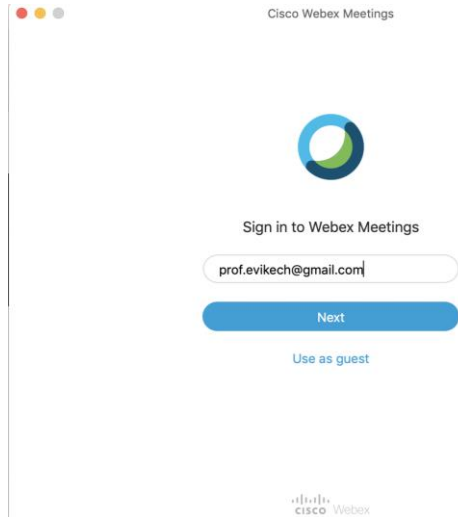 Cisco Webex Meetings
Sign in to Webex Meetings
prof.evikech@gmail.com
Next
Use as guest
CISCO Webex